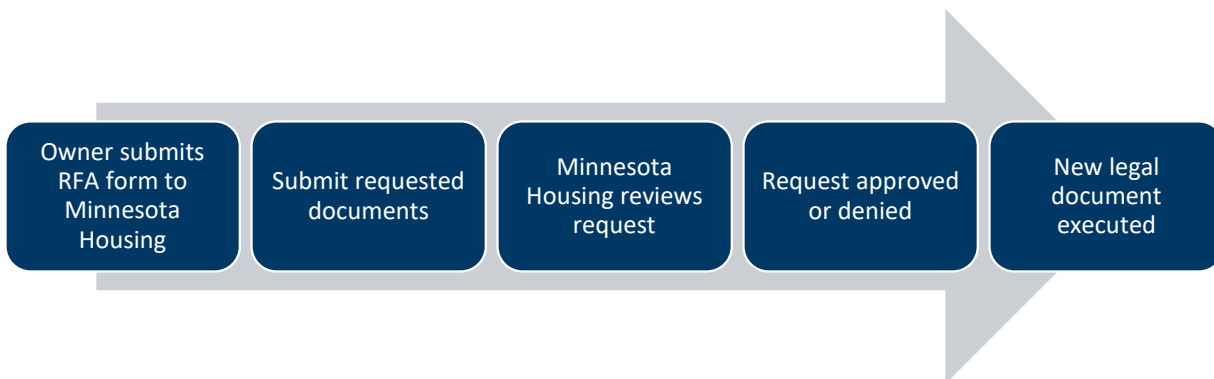 Owner submits
RFA form to
Minnesota
Housing
Submit requested
documents
Minnesota
Housing reviews
request
Request approved
or denied
New legal
document
executed